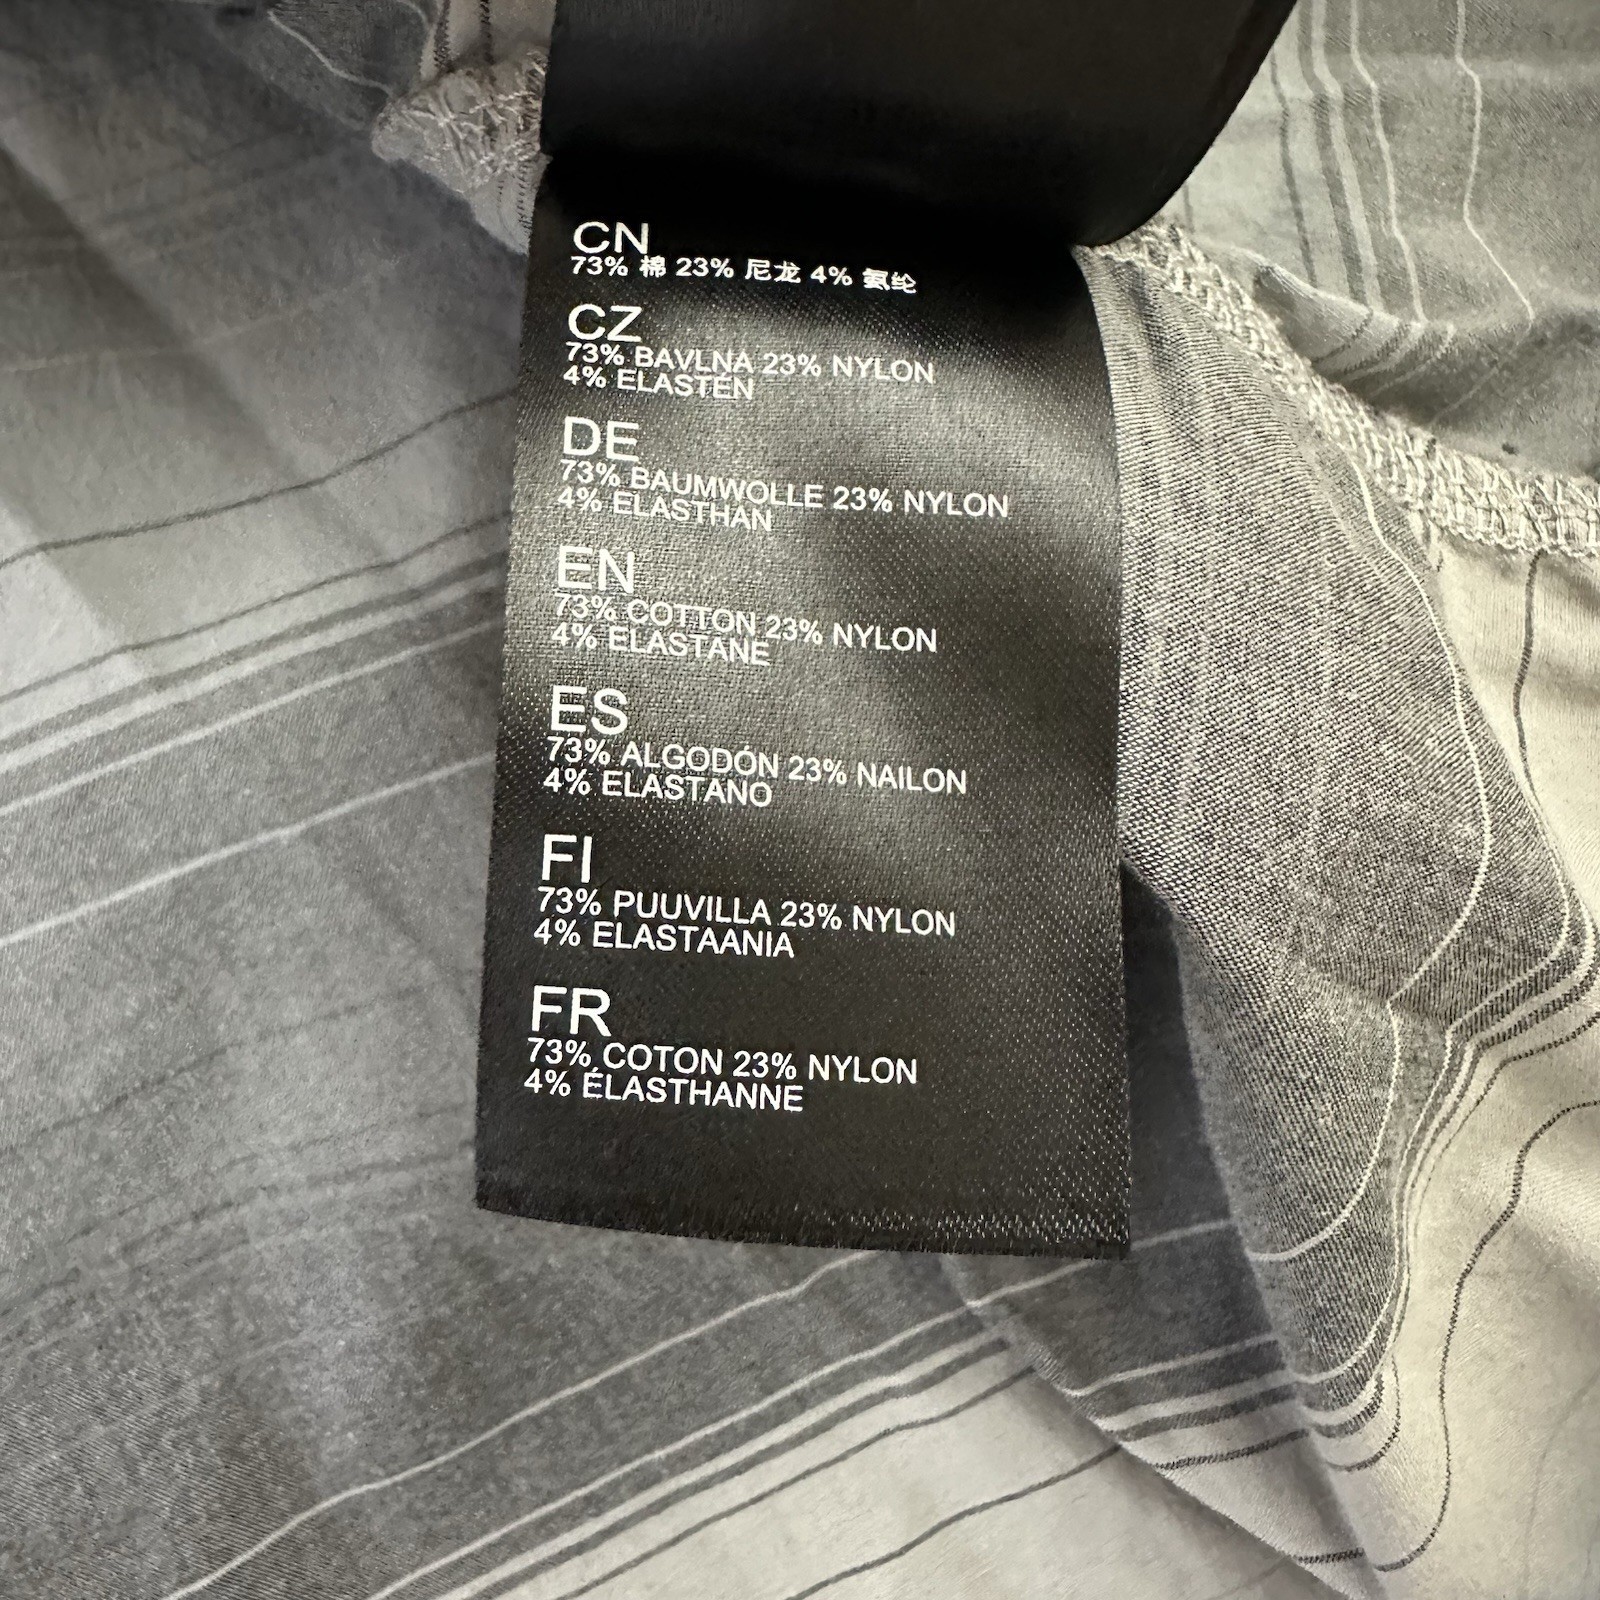 CN
73% 棉 23% 尼龙 4% 氨纶
CZ
73% BAVLNA 23% NYLON
4% ELASTEN
DE
73% BAUMWOLLE 23% NYLON
4% ELASTHAN
EN
73% COTTON 23% NYLON
4% ELASTANE
ES
73% ALGODÓN 23% NAILON
4% ELASTANO
FI
73% PUUVILLA 23% NYLON
4% ELASTAANIA
FR
73% COTON 23% NYLON
4% ÉLASTHANNE